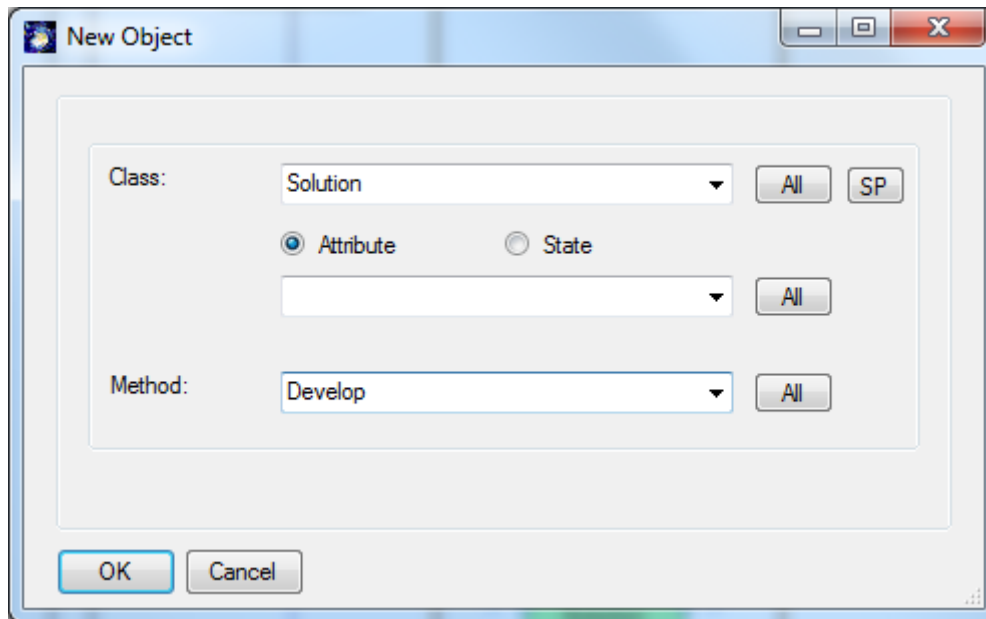 New Object
Class: Solution All SP
Attribute State
All
Method: Develop All
OK Cancel